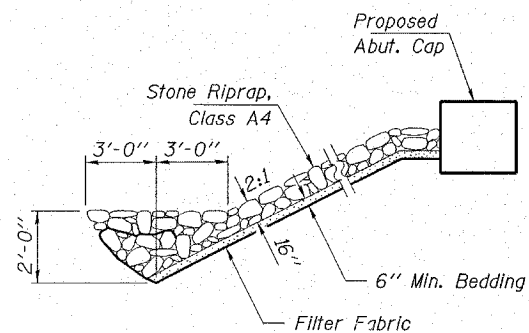 Proposed
Abut. Cap
Stone Riprap,
Class A4
3'-0"
3'-0"
2:1
2'-0"
16"
6" Min. Bedding
Filter Fabric